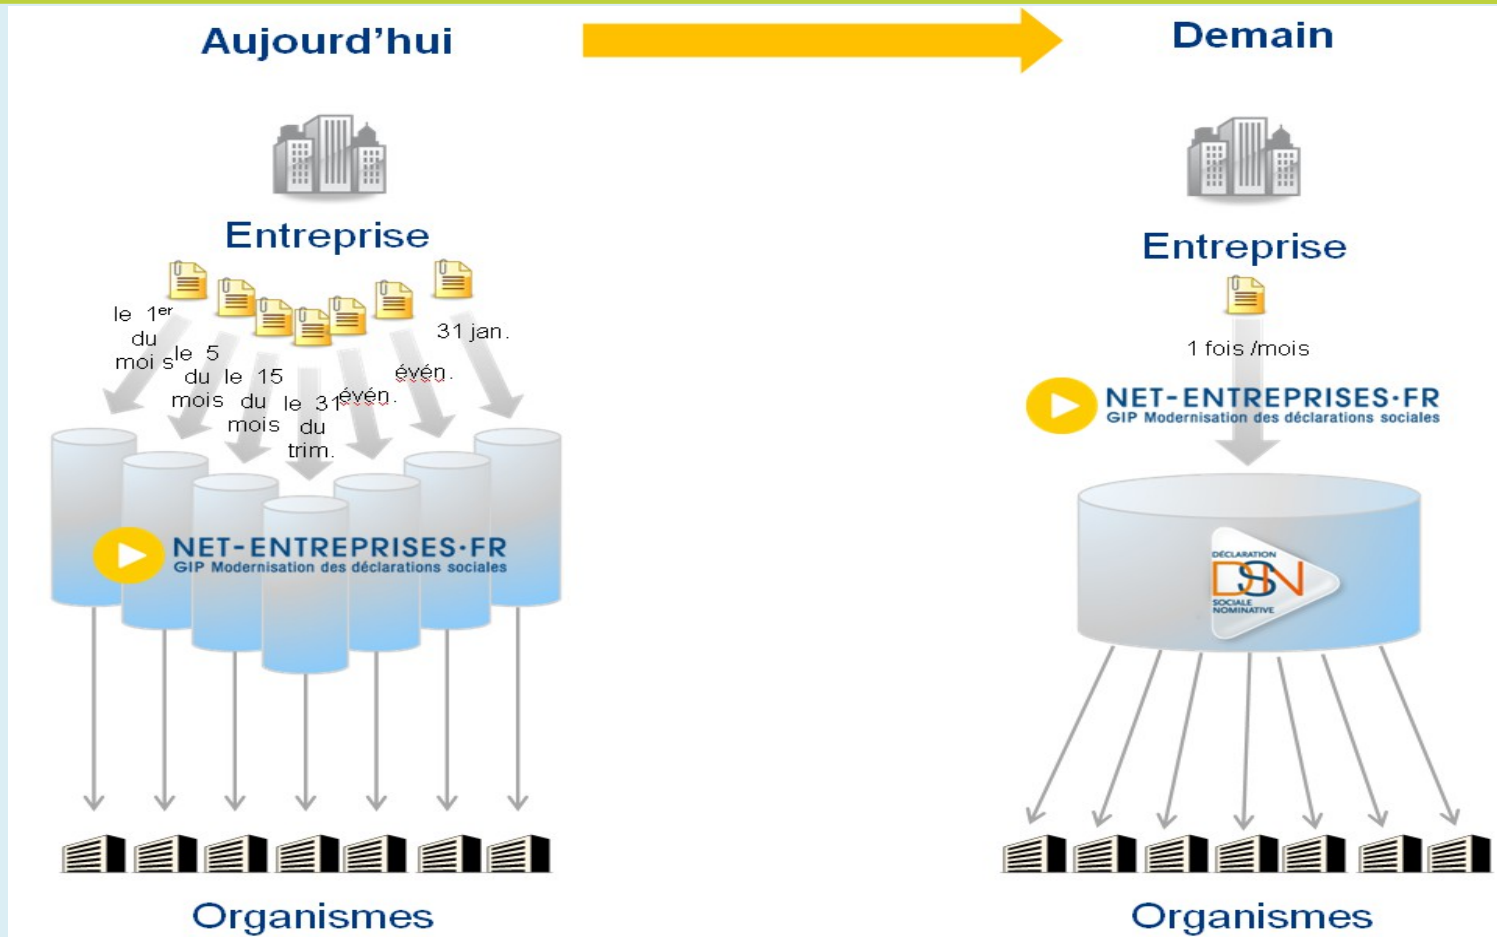 Aujourd'hui
Demain
Entreprise
le 1er
du
moi s
le 5
du
mois
le 15
du
mois
le 31
du
trim.
évén.
évén.
31 jan.
NET-ENTREPRISES·FR
GIP Modernisation des déclarations sociales
Organismes
Entreprise
1 fois /mois
NET-ENTREPRISES·FR
GIP Modernisation des déclarations sociales
DÉCLARATION
DSN
SOCIALE
NOMINATIVE
Organismes